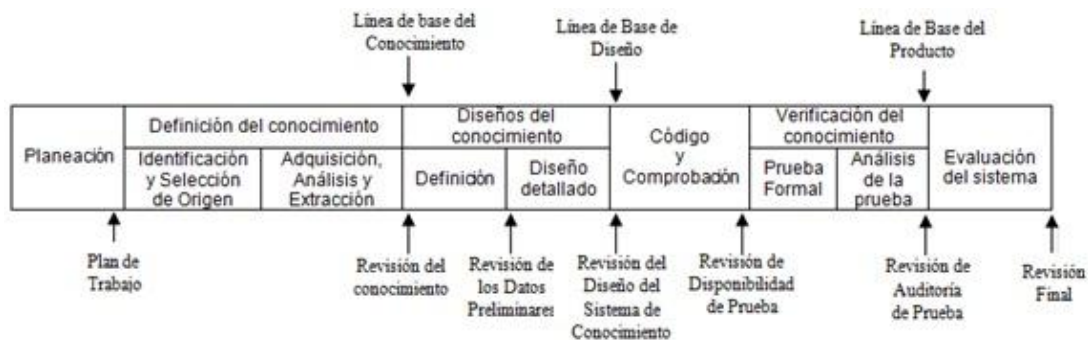 Línea de base del
Conocimiento
Línea de Base de
Diseño
Línea de Base del
Producto
Planeación
Definición del conocimiento
Identificación
y Selección
de Origen
Adquisición,
Análisis y
Extracción
Diseños del
conocimiento
Definición
Diseño
detallado
Código
y
Comprobación
Verificación del
conocimiento
Prueba
Formal
Análisis
de la
prueba
Evaluación
del sistema
Plan de
Trabajo
Revisión del
conocimiento
Revisión de
los Datos
Preliminares
Revisión del
Diseño del
Sistema de
Conocimiento
Revisión de
Disponibilidad
de Prueba
Revisión de
Auditoría
de Prueba
Revisión
Final